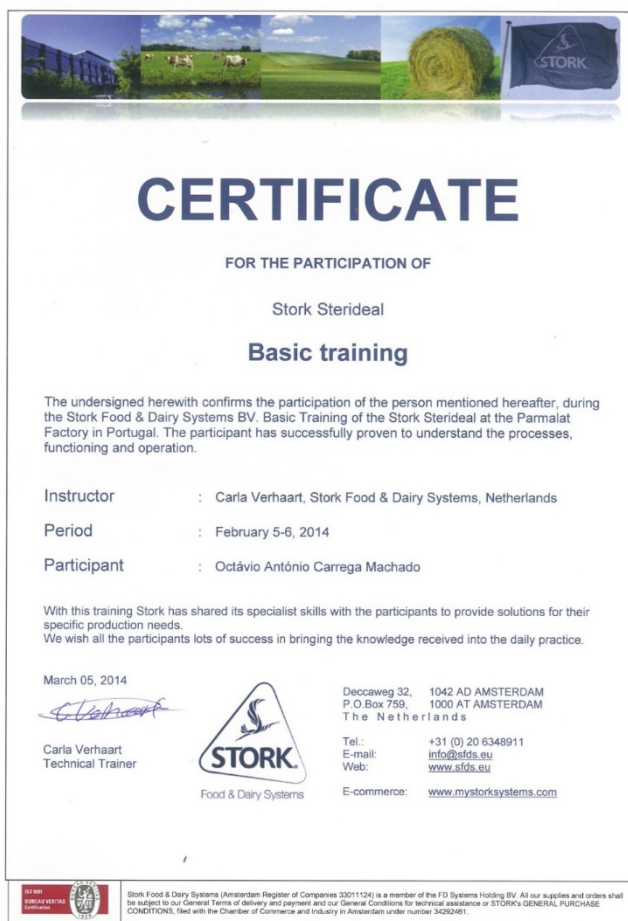 STORK
CERTIFICATE
FOR THE PARTICIPATION OF
Stork Sterideal
Basic training
The undersigned herewith confirms the participation of the person mentioned hereafter, during
the Stork Food & Dairy Systems BV. Basic Training of the Stork Sterideal at the Parmalat
Factory in Portugal. The participant has successfully proven to understand the processes,
functioning and operation.
Instructor : Carla Verhaart, Stork Food & Dairy Systems, Netherlands
Period : February 5-6, 2014
Participant : Octávio António Carrega Machado
With this training Stork has shared its specialist skills with the participants to provide solutions for their
specific production needs.
We wish all the participants lots of success in bringing the knowledge received into the daily practice.
March 05, 2014
C Verhaart
Carla Verhaart
Technical Trainer
STORK.
Food & Dairy Systems
Deccaweg 32, 1042 AD AMSTERDAM
P.O.Box 759, 1000 AT AMSTERDAM
The Netherlands
Tel.: +31 (0) 20 6348911
E-mail: info@sfds.eu
Web: www.sfds.eu
E-commerce: www.mystorksystems.com
ISO 9001
BUREAU VERITAS
Certification
Stork Food & Dairy Systems (Amsterdam Register of Companies 33011124) is a member of the FD Systems Holding BV. All our supplies and orders shall
be subject to our General Terms of delivery and payment and our General Conditions for technical assistance or STORK's GENERAL PURCHASE
CONDITIONS, filed with the Chamber of Commerce and Industry in Amsterdam under number 34292461.